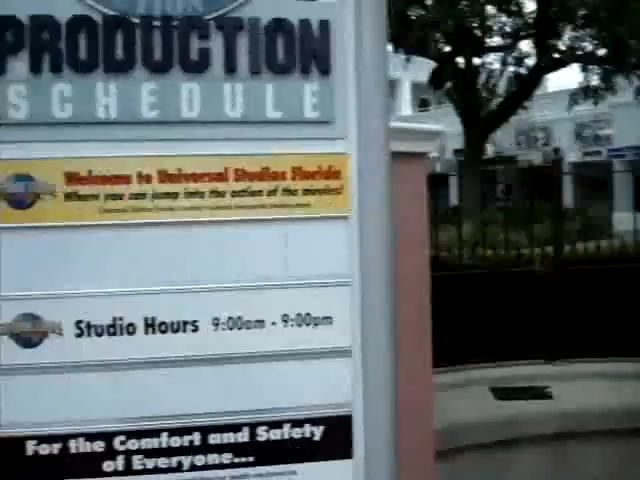 PRODUCTION
SCHEDULE
Welcome to Universal Studios Florida
Where you can jump into the action of the movies!
Studio Hours 9:00am - 9:00pm
For the Comfort and Safety
of Everyone...